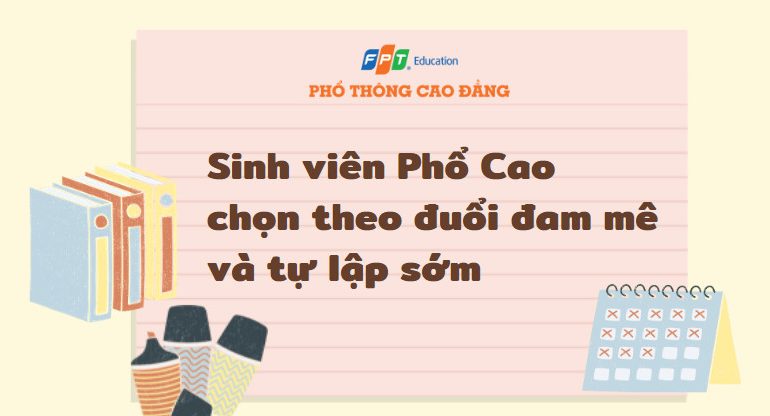 FPT Education
PHỔ THÔNG CAO ĐẲNG
Sinh viên Phổ Cao
chọn theo đuổi đam mê
và tự lập sớm